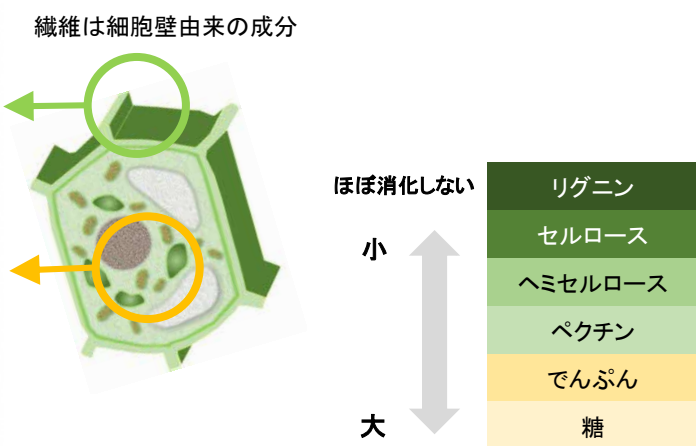 繊維は細胞壁由来の成分
ほぼ消化しない
リグニン
小
セルロース
ヘミセルロース
ペクチン
でんぷん
大
糖